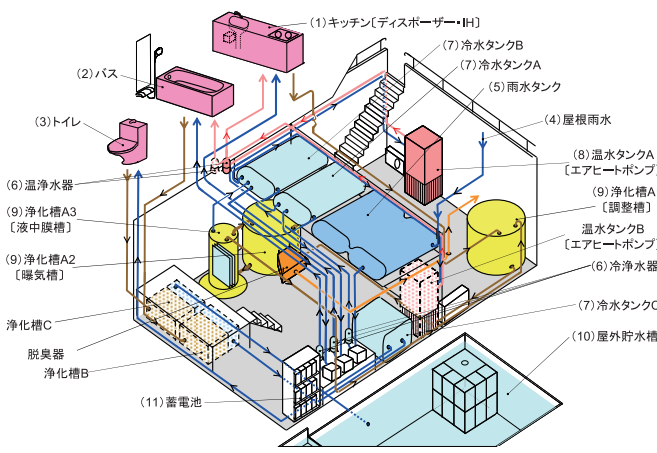 (1)キッチン〔ディスポーザー・IH〕
(2)バス
(3)トイレ
(7)冷水タンクB
(7)冷水タンクA
(5)雨水タンク
(4)屋根雨水
(8)温水タンクA
〔エアヒートポンプ〕
(6)温浄水器
(9)浄化槽A3
〔液中膜槽〕
(9)浄化槽A2
〔曝気槽〕
(9)浄化槽A
〔調整槽〕
温水タンクB
〔エアヒートポンプ〕
(6)冷浄水器
(7)冷水タンクC
浄化槽C
脱臭器
浄化槽B
(11)蓄電池
(10)屋外貯水槽